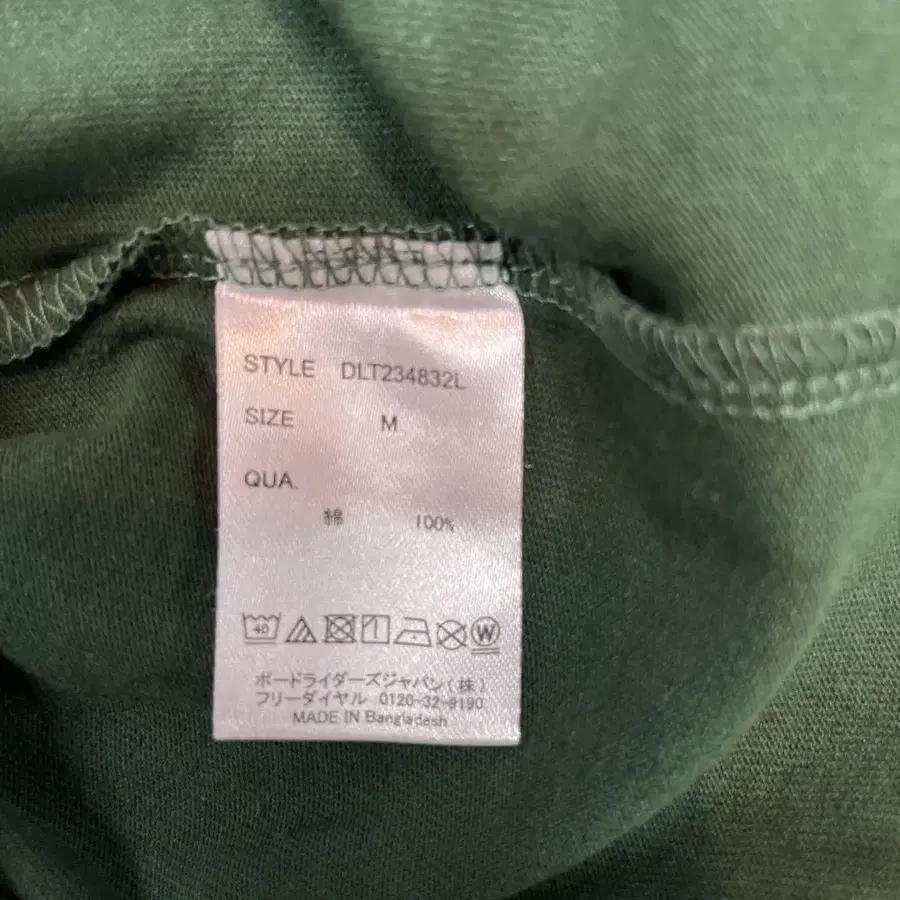 STYLE DLT234832L
SIZE M
QUA.
綿 100%
40 W
ボードライダーズジャパン(株)
フリーダイヤル 0120-32-9190
MADE IN Bangladesh